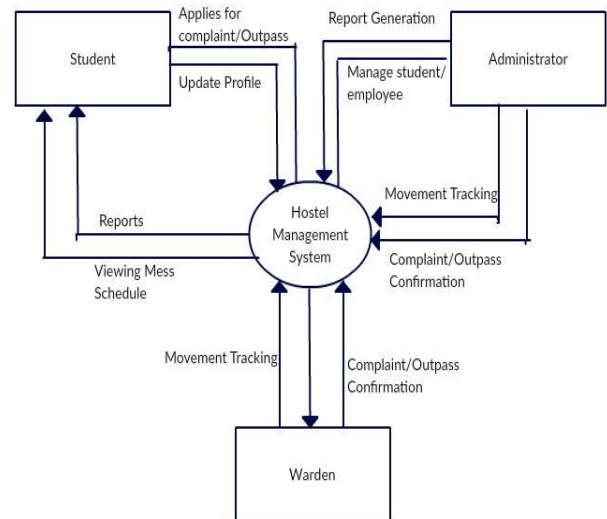 Applies for
complaint/Outpass
Report Generation
Student
Administrator
Update Profile
Manage student/
employee
Movement Tracking
Hostel
Management
System
Reports
Complaint/Outpass
Confirmation
Viewing Mess
Schedule
Movement Tracking
Complaint/Outpass
Confirmation
Warden